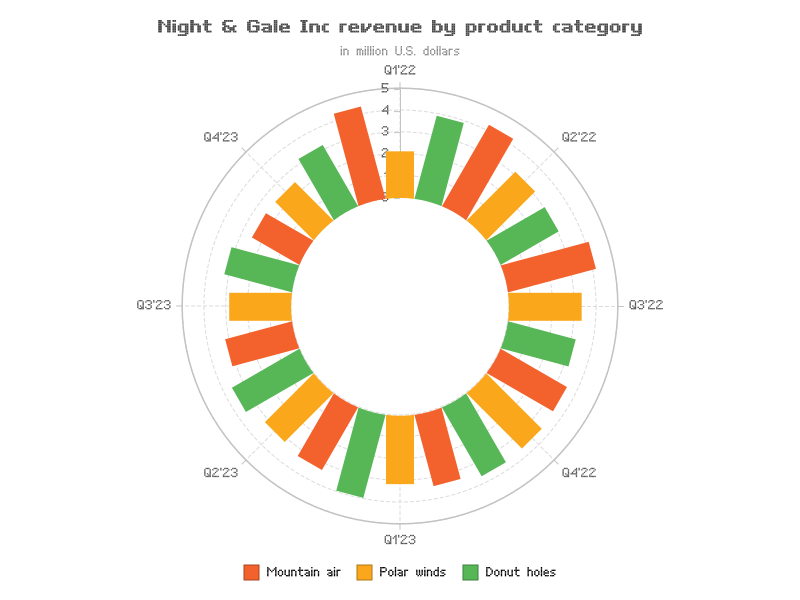 Night & Gale Inc revenue by product category
in million U.S. dollars
Q1'22
5
4
3
2
1
0
Q4'23
Q2'22
Q3'23
Q3'22
Q2'23
Q4'22
Q1'23
Mountain air
Polar winds
Donut holes